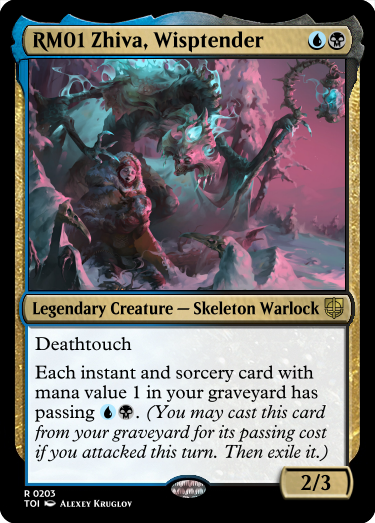 RM01 Zhiva, Wisptender
Legendary Creature — Skeleton Warlock
Deathtouch
Each instant and sorcery card with
mana value 1 in your graveyard has
passing. (You may cast this card
from your graveyard for its passing cost
if you attacked this turn. Then exile it.)
2/3
R 0203
TOI Alexey Kruglov